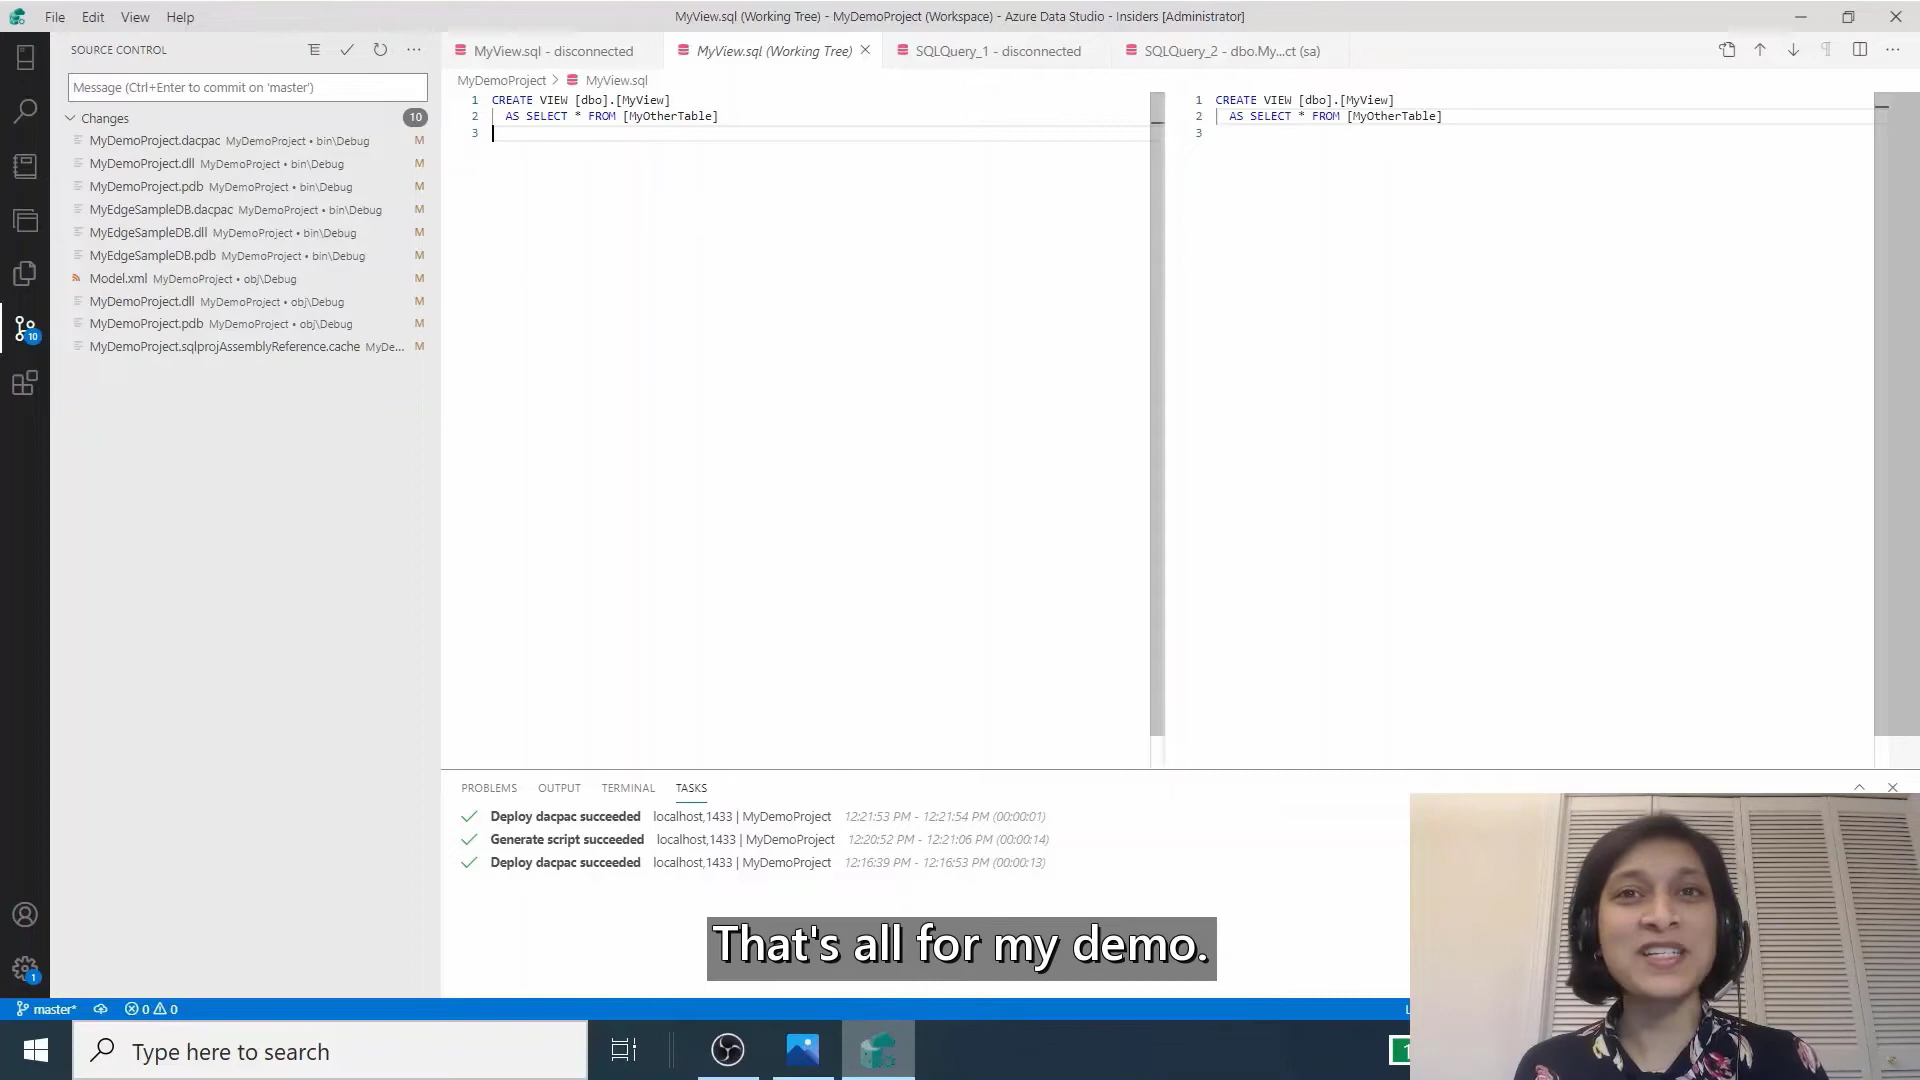 File Edit View Help
MyView.sql (Working Tree) - MyDemoProject (Workspace) - Azure Data Studio - Insiders [Administrator]
SOURCE CONTROL
Message (Ctrl+Enter to commit on 'master')
Changes 10
MyDemoProject.dacpac MyDemoProject • bin\Debug M
MyDemoProject.dll MyDemoProject • bin\Debug M
MyDemoProject.pdb MyDemoProject • bin\Debug M
MyEdgeSampleDB.dacpac MyDemoProject • bin\Debug M
MyEdgeSampleDB.dll MyDemoProject • bin\Debug M
MyEdgeSampleDB.pdb MyDemoProject • bin\Debug M
Model.xml MyDemoProject • obj\Debug M
MyDemoProject.dll MyDemoProject • obj\Debug M
MyDemoProject.pdb MyDemoProject • obj\Debug M
MyDemoProject.sqlprojAssemblyReference.cache MyDe... M
10
1
MyView.sql - disconnected
MyView.sql (Working Tree)
SQLQuery_1 - disconnected
SQLQuery_2 - dbo.My...ct (sa)
MyDemoProject > MyView.sql
1 CREATE VIEW [dbo].[MyView]
2 AS SELECT * FROM [MyOtherTable]
3
1 CREATE VIEW [dbo].[MyView]
2 AS SELECT * FROM [MyOtherTable]
3
PROBLEMS OUTPUT TERMINAL TASKS
Deploy dacpac succeeded localhost,1433 | MyDemoProject 12:21:53 PM - 12:21:54 PM (00:00:01)
Generate script succeeded localhost,1433 | MyDemoProject 12:20:52 PM - 12:21:06 PM (00:00:14)
Deploy dacpac succeeded localhost,1433 | MyDemoProject 12:16:39 PM - 12:16:53 PM (00:00:13)
That's all for my demo.
master* 0 0
Type here to search